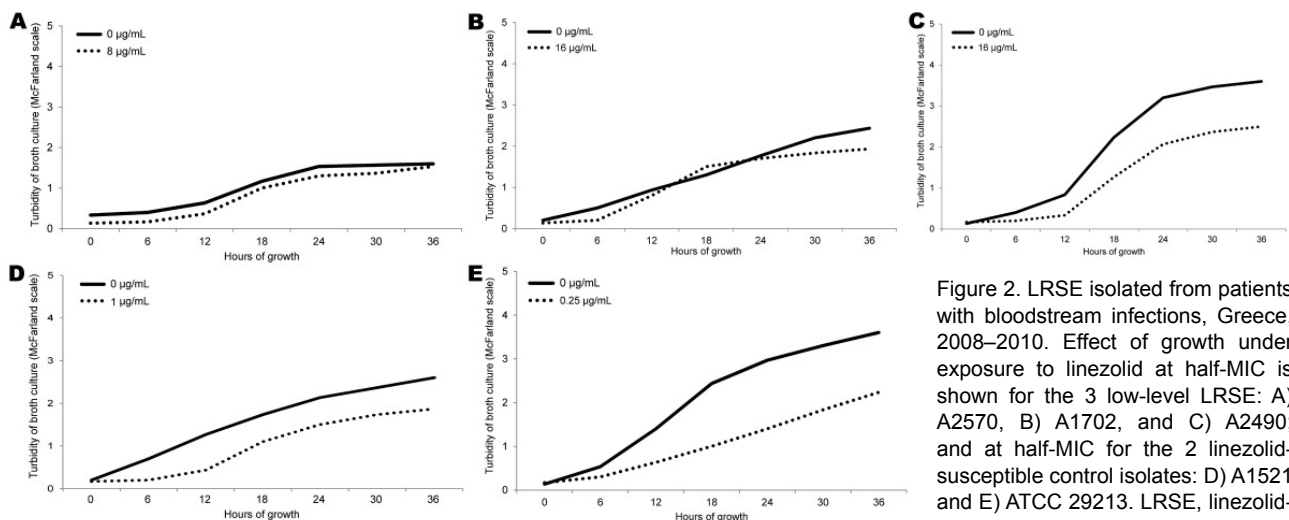 A
0 µg/mL
8 µg/mL
Turbidity of broth culture (McFarland scale)
5
4
3
2
1
0
0 6 12 18 24 30 36
Hours of growth
B
0 µg/mL
16 µg/mL
Turbidity of broth culture (McFarland scale)
5
4
3
2
1
0
0 6 12 18 24 30 36
Hours of growth
C
0 µg/mL
16 µg/mL
Turbidity of broth culture (McFarland scale)
5
4
3
2
1
0
0 6 12 18 24 30 36
Hours of growth
D
0 µg/mL
1 µg/mL
Turbidity of broth culture (McFarland scale)
5
4
3
2
1
0
0 6 12 18 24 30 36
Hours of growth
E
0 µg/mL
0.25 µg/mL
Turbidity of broth culture (McFarland scale)
5
4
3
2
1
0
0 6 12 18 24 30 36
Hours of growth
Figure 2. LRSE isolated from patients
with bloodstream infections, Greece,
2008–2010. Effect of growth under
exposure to linezolid at half-MIC is
shown for the 3 low-level LRSE: A)
A2570, B) A1702, and C) A2490;
and at half-MIC for the 2 linezolid-
susceptible control isolates: D) A1521
and E) ATCC 29213. LRSE, linezolid-